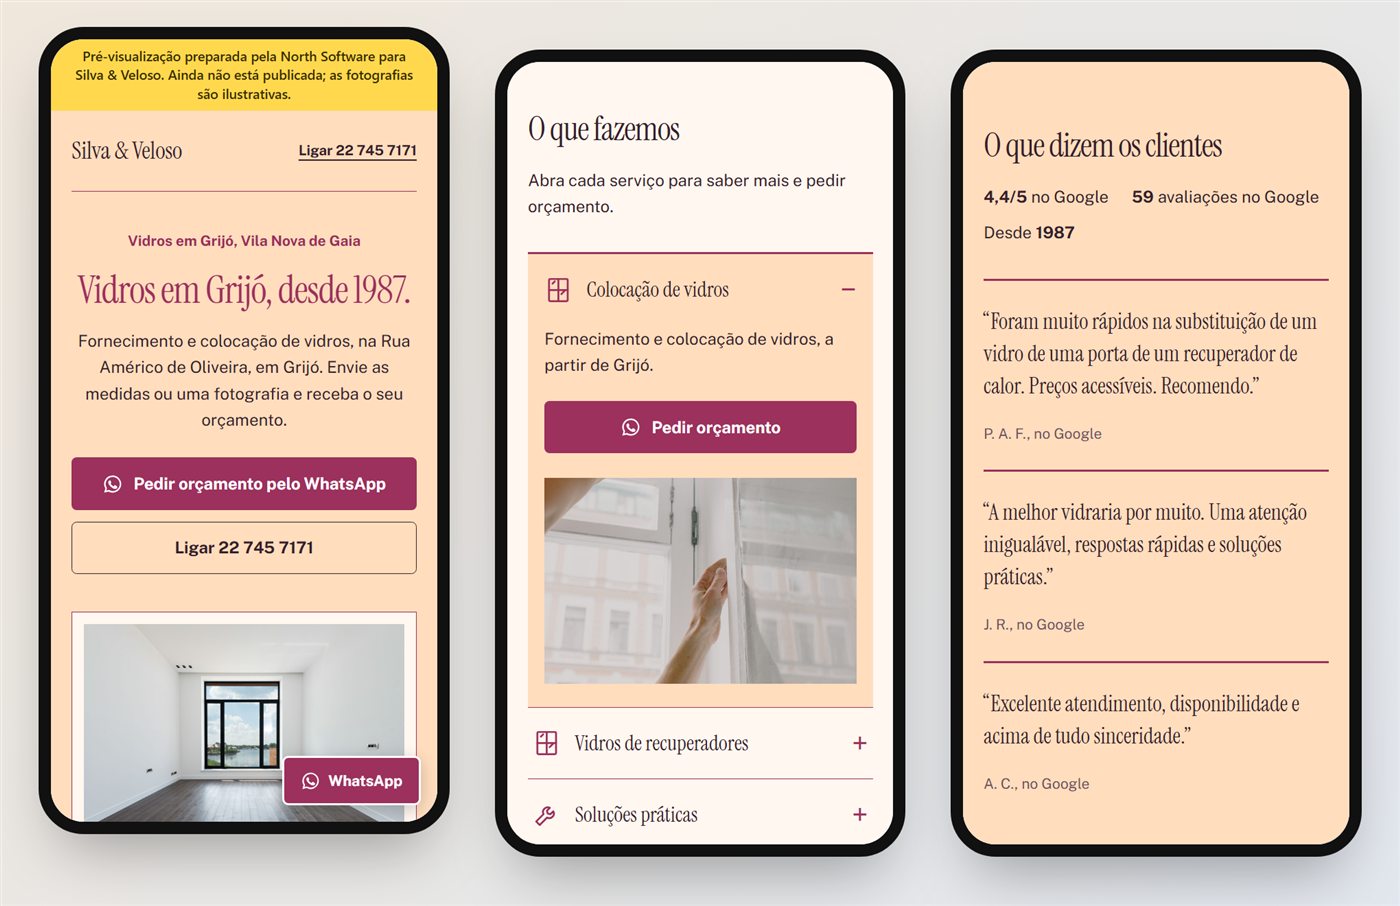 Pré-visualização preparada pela North Software para
Silva & Veloso. Ainda não está publicada; as fotografias
são ilustrativas.
Silva & Veloso
Ligar 22 745 7171
Vidros em Grijó, Vila Nova de Gaia
Vidros em Grijó, desde 1987.
Fornecimento e colocação de vidros, na Rua
Américo de Oliveira, em Grijó. Envie as
medidas ou uma fotografia e receba o seu
orçamento.
Pedir orçamento pelo WhatsApp
Ligar 22 745 7171
WhatsApp
O que fazemos
Abra cada serviço para saber mais e pedir
orçamento.
Colocação de vidros
Fornecimento e colocação de vidros, a
partir de Grijó.
Pedir orçamento
Vidros de recuperadores
Soluções práticas
O que dizem os clientes
4,4/5 no Google 59 avaliações no Google
Desde 1987
“Foram muito rápidos na substituição de um
vidro de uma porta de um recuperador de
calor. Preços acessíveis. Recomendo.”
P. A. F., no Google
“A melhor vidraria por muito. Uma atenção
inigualável, respostas rápidas e soluções
práticas.”
J. R., no Google
“Excelente atendimento, disponibilidade e
acima de tudo sinceridade.”
A. C., no Google